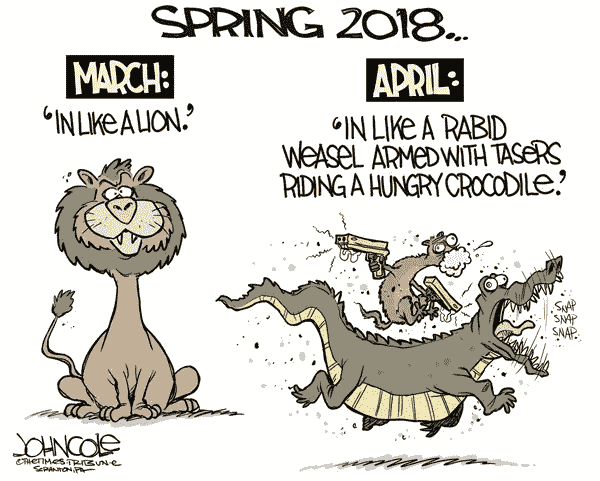 SPRING 2018...
MARCH:
'IN LIKE A LION.'
APRIL:
'IN LIKE A RABID
WEASEL ARMED WITH TASERS
RIDING A HUNGRY CROCODILE.'
SNAP
SNAP
SNAP
JOHN COLE
©THE TIMES-TRIBUNE
SCRANTON, PA